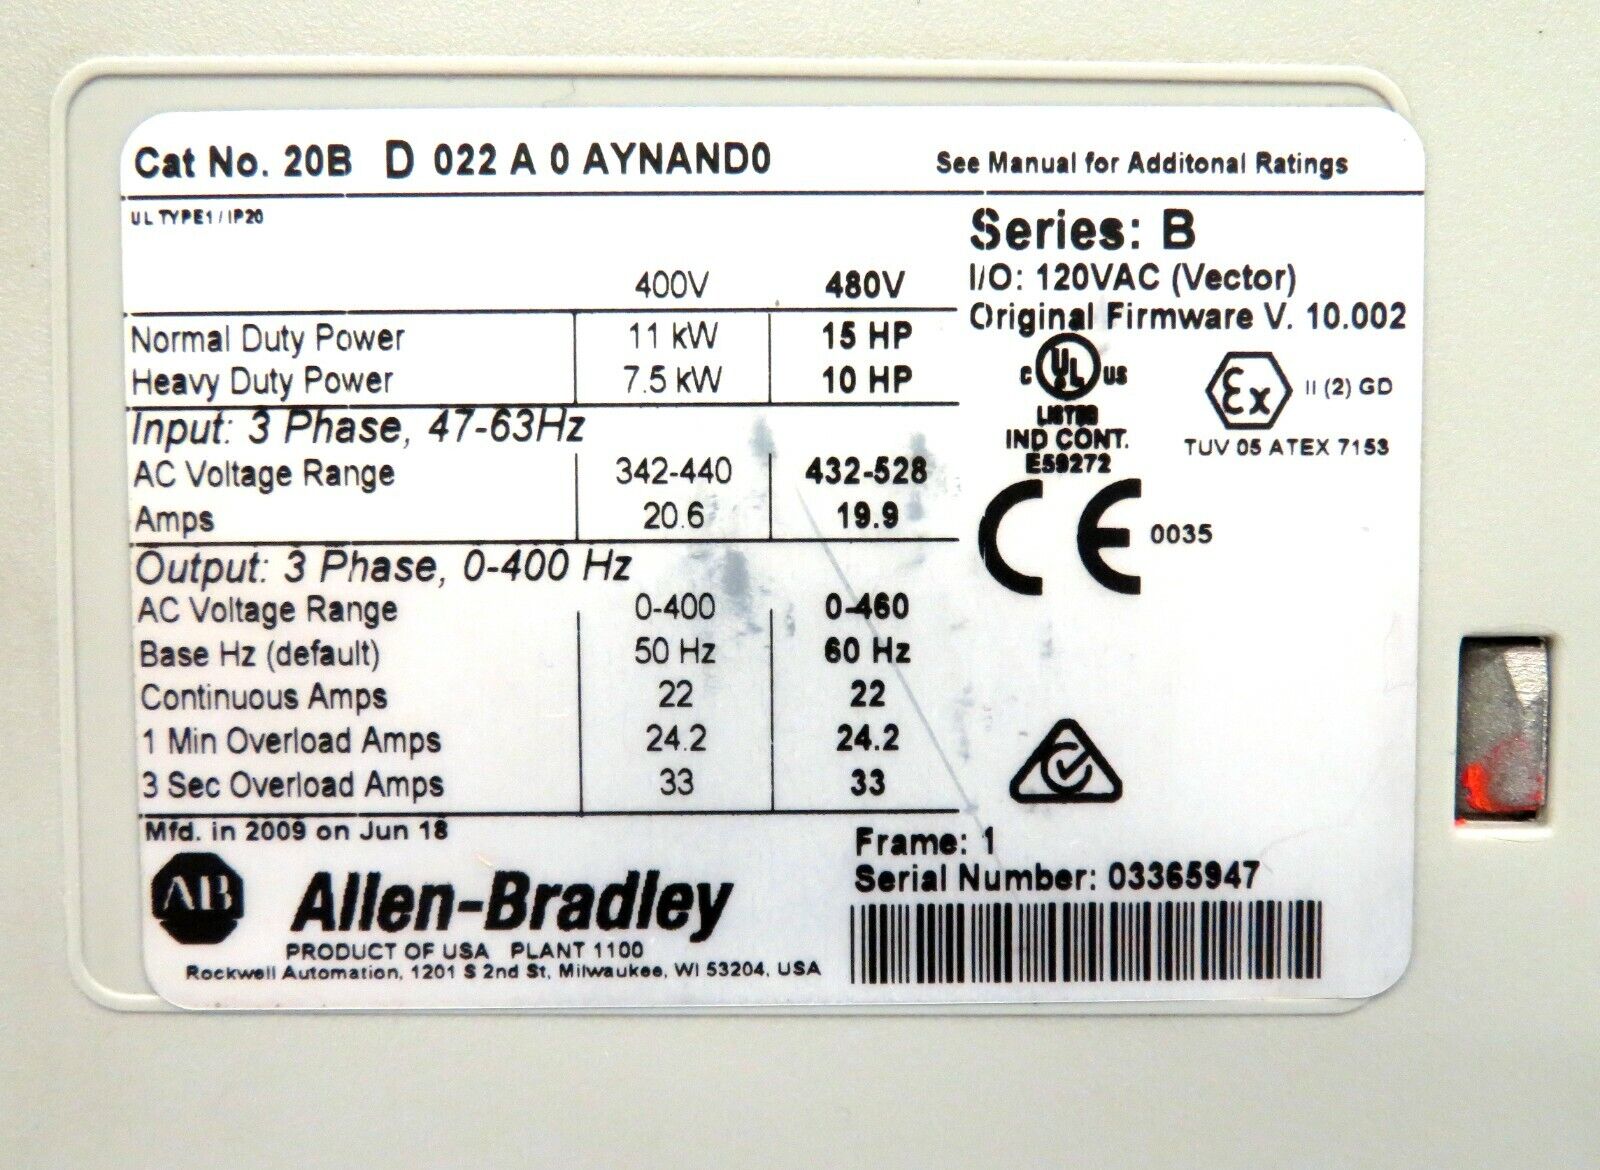 Cat No. 20B D 022 A 0 AYNAND0
See Manual for Additonal Ratings
UL TYPE1 / IP20
Series: B
I/O: 120VAC (Vector)
Original Firmware V. 10.002
400V 480V
Normal Duty Power 11 kW 15 HP
Heavy Duty Power 7.5 kW 10 HP
Input: 3 Phase, 47-63Hz
AC Voltage Range 342-440 432-528
Amps 20.6 19.9
Output: 3 Phase, 0-400 Hz
AC Voltage Range 0-400 0-460
Base Hz (default) 50 Hz 60 Hz
Continuous Amps 22 22
1 Min Overload Amps 24.2 24.2
3 Sec Overload Amps 33 33
c UL us
LISTED
IND CONT.
E59272
Ex II (2) GD
TUV 05 ATEX 7153
CE 0035
Mfd. in 2009 on Jun 18
AB Allen-Bradley
PRODUCT OF USA PLANT 1100
Rockwell Automation, 1201 S 2nd St, Milwaukee, WI 53204, USA
Frame: 1
Serial Number: 03365947